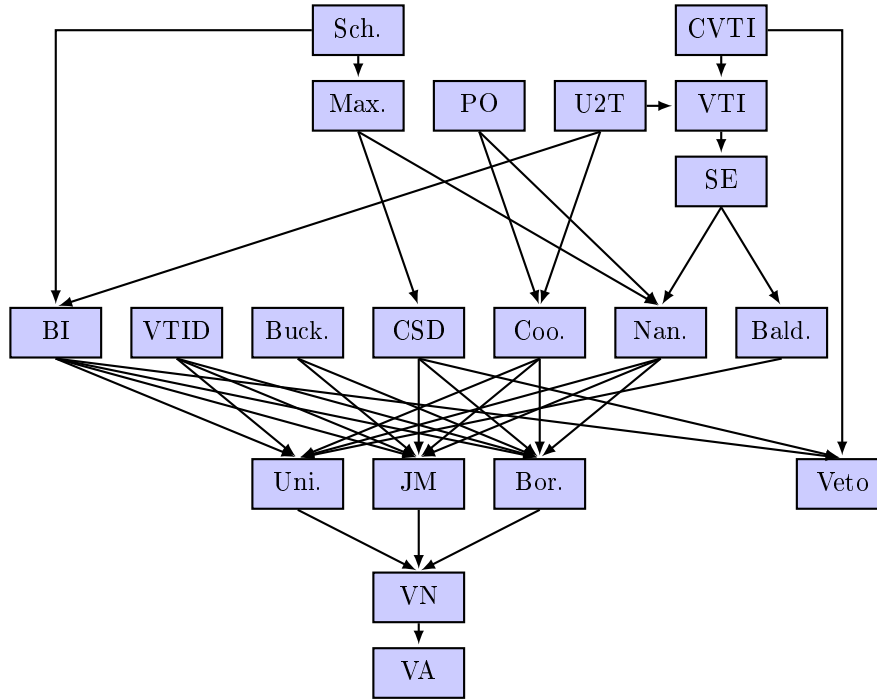 Sch.
CVTI
Max.
PO
U2T
VTI
SE
BI
VTID
Buck.
CSD
Coo.
Nan.
Bald.
Uni.
JM
Bor.
Veto
VN
VA